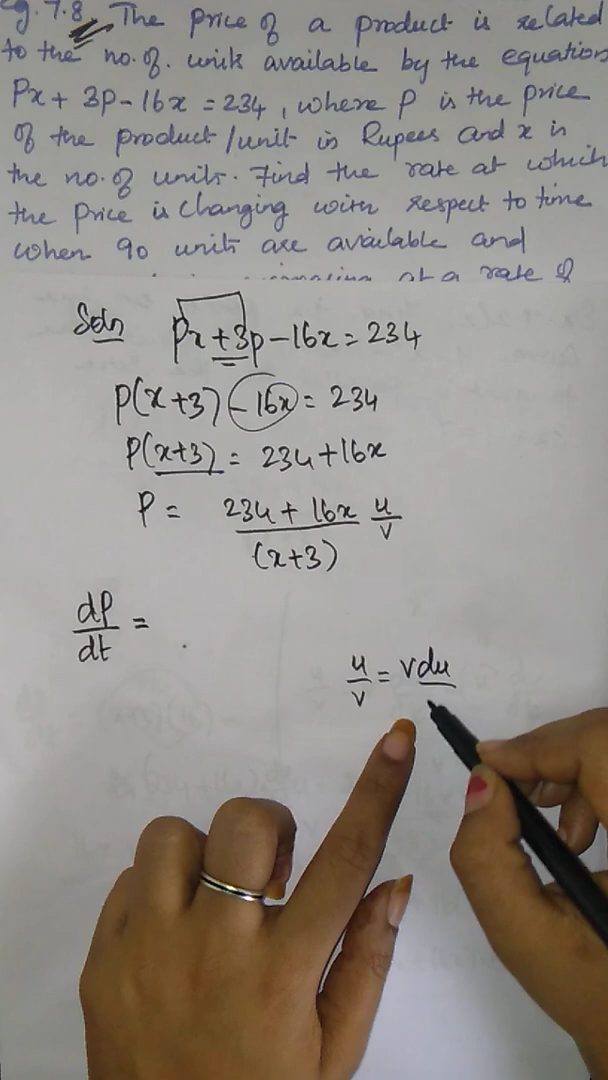 g. 7.8 The price of a product is related
to the no. of. units available by the equation
Px + 3p - 16x = 234, where P is the price
of the product/unit in Rupees and x is
the no. of units. Find the rate at which
the price is changing with respect to time
when 90 units are available and
at a rate of
Soln px + 3p - 16x = 234
P(x+3) - 16x = 234
P(x+3) = 234 + 16x
P = 234 + 16x / (x+3) u/v
dP/dt =
u/v = vdu